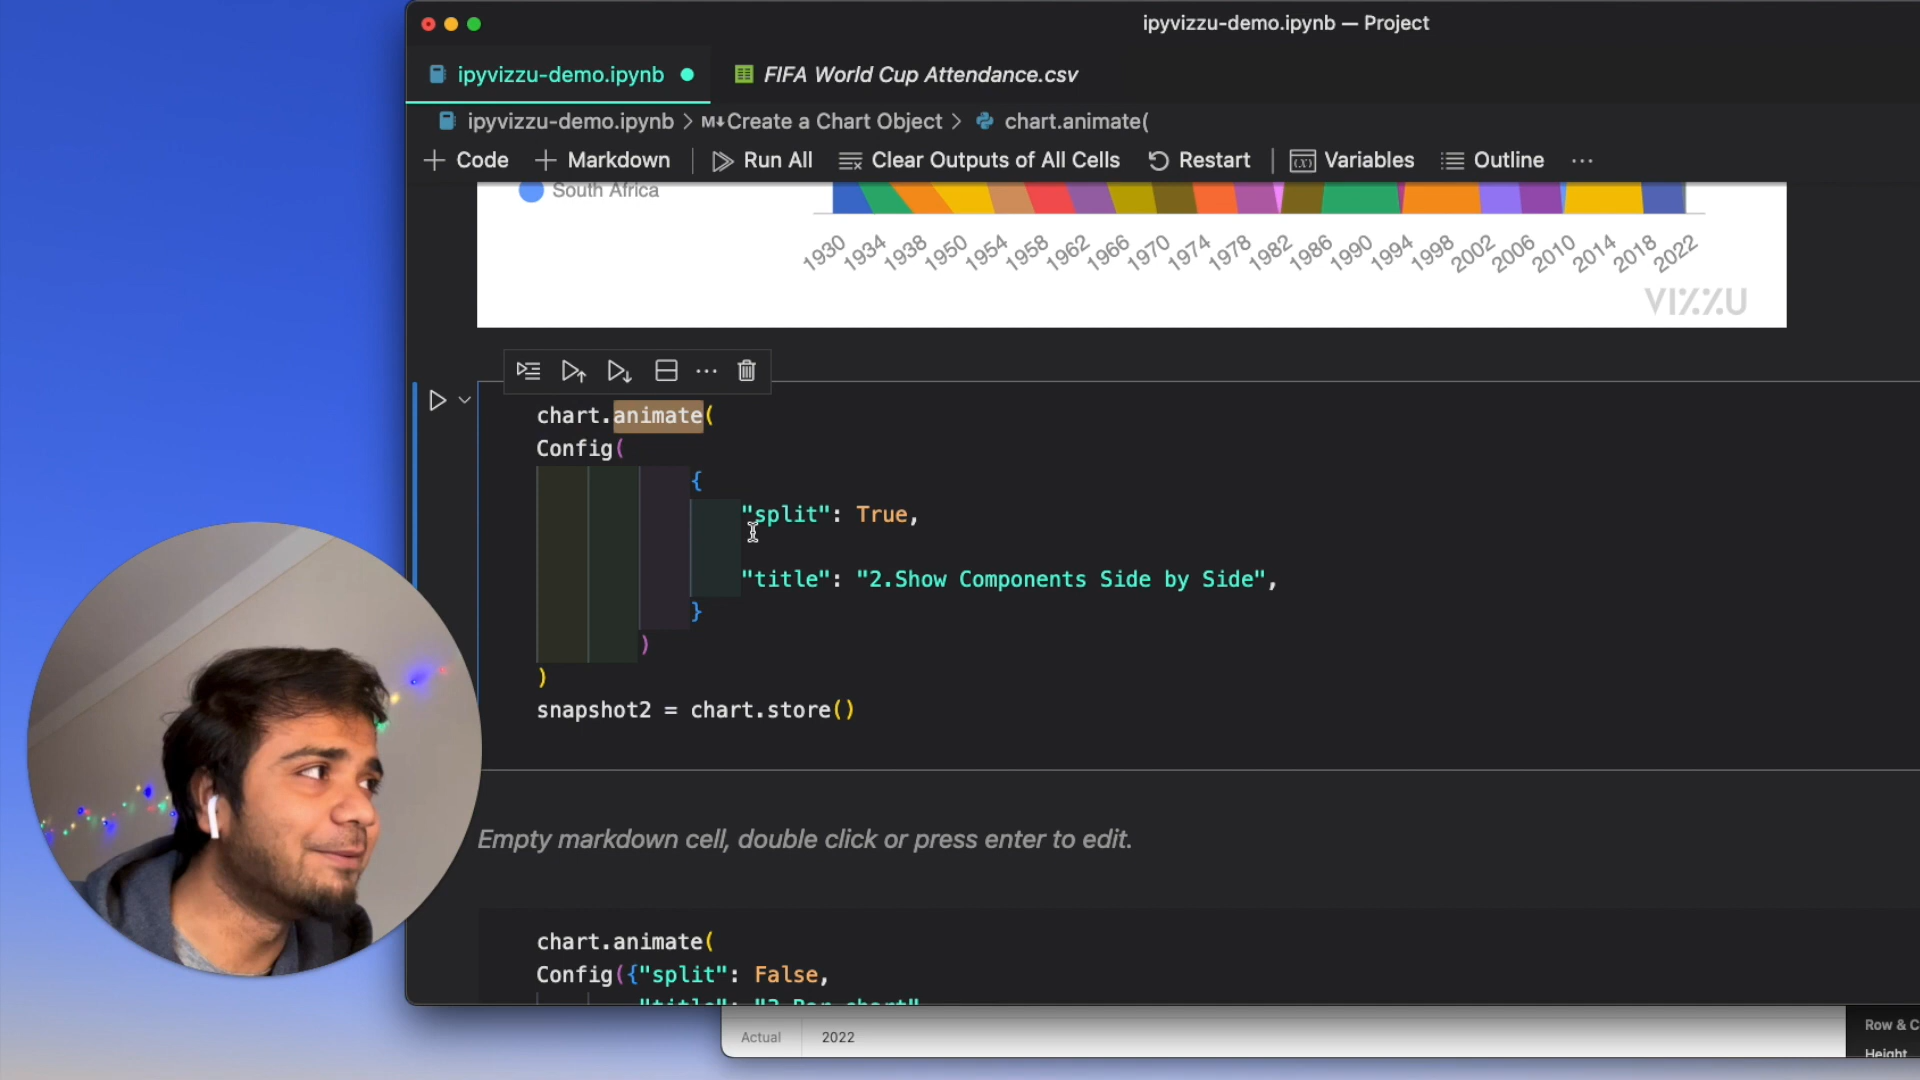 ipyvizzu-demo.ipynb — Project
ipyvizzu-demo.ipynb
FIFA World Cup Attendance.csv
ipyvizzu-demo.ipynb > M↓Create a Chart Object > chart.animate(
+ Code + Markdown | Run All Clear Outputs of All Cells Restart | Variables Outline ...
South Africa
1930 1934 1938 1950 1954 1958 1962 1966 1970 1974 1978 1982 1986 1990 1994 1998 2002 2006 2010 2014 2018 2022
VIZZU
chart.animate(
Config(
{
"split": True,
"title": "2.Show Components Side by Side",
}
)
)
snapshot2 = chart.store()
Empty markdown cell, double click or press enter to edit.
chart.animate(
Config({"split": False,
"title": "3.Bar chart"
Actual 2022
Row & C
Height